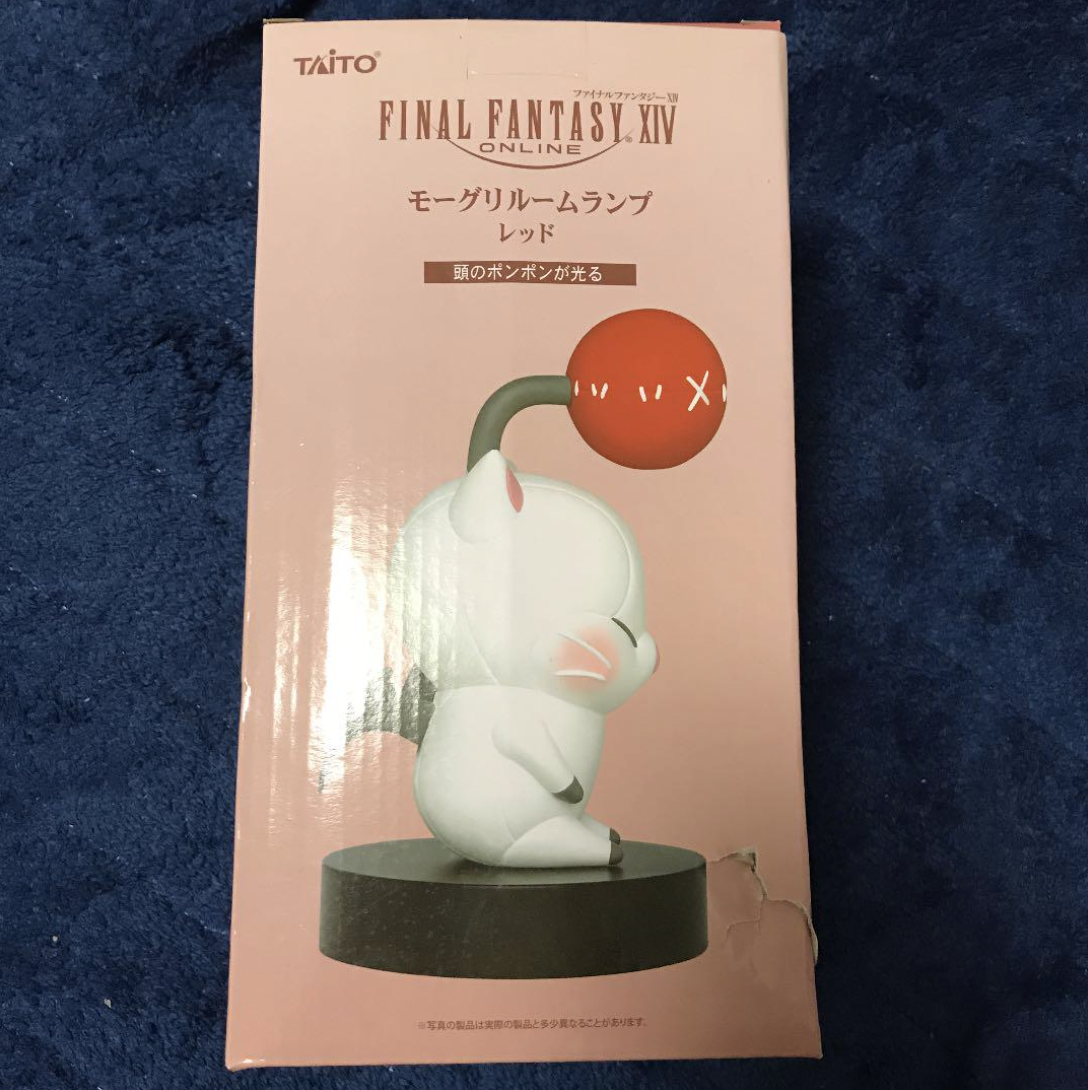 TAITO®
ファイナルファンタジーXIV
FINAL FANTASY® XIV
ONLINE
モーグリルームランプ
レッド
頭のポンポンが光る
※写真の製品は実際の製品と多少異なることがあります。